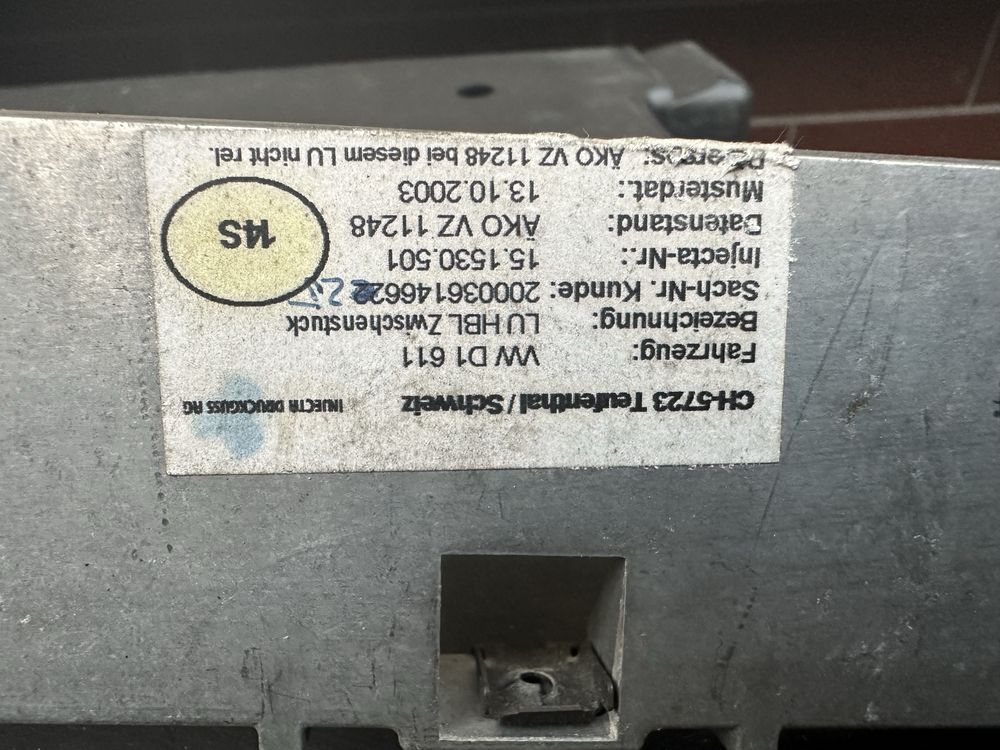 INJECTA DRUCKGUSS AG
CH-5723 Teufenthal / Schweiz
Fahrzeug: VW D1 611
Bezeichnung: LU HBL Zwischenstück
Sach-Nr. Kunde: 20003614662
Injecta-Nr.: 15.1530.501
Datenstand: ÄKO VZ 11248
Musterdat.: 13.10.2003
ÄKO VZ 11248 bei diesem LU nicht rel.
14S